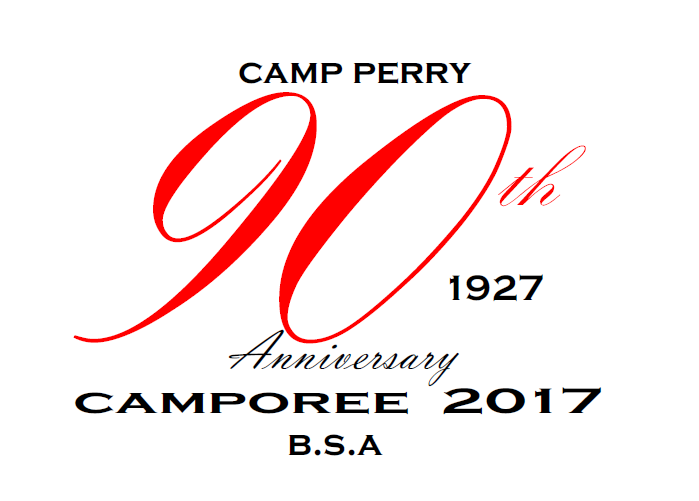 CAMP PERRY
90th
1927
Anniversary
CAMPOREE 2017
B.S.A